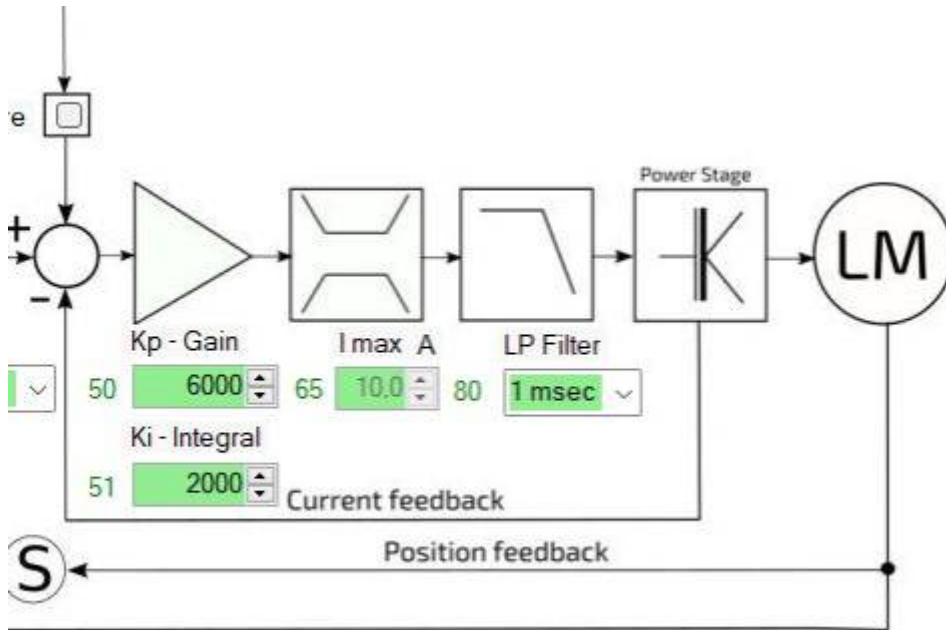 re
Power Stage
+
-
LM
Kp - Gain
I max A
LP Filter
50
6000
65
10.0
80
1 msec
Ki - Integral
51
2000
Current feedback
Position feedback
S